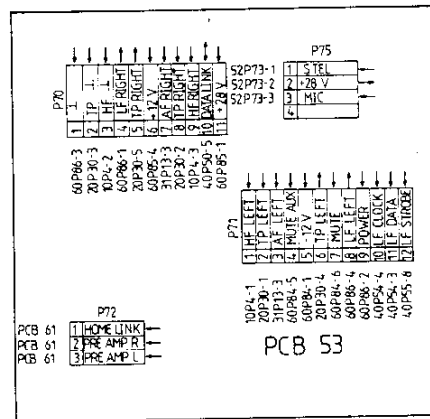 P70
1 ⊥ 60P86-3
2 TP ⊥ 20P30-3
3 HF ⊥ 10P4-2
4 LF RIGHT 60P86-1
5 TP RIGHT 20P30-5
6 +12 V 60P85-4
7 AF RIGHT 31P13-3
8 TP RIGHT 20P30-2
9 HF RIGHT 10P4-3
10 DATA LINK 40P50-5
11 +28V 60P85-1
P75
S2P73-1 1 STEL
S2P73-2 2 +28 V
S2P73-3 3 MIC
4
P71
1 HF LEFT 10P4-1
2 TP LEFT 20P30-1
3 AF LEFT 31P13-3
4 MUTE AUX 60P84-5
5 -12V 60P84-1
6 TP LEFT 20P30-4
7 MUTE 60P84-6
8 LF LEFT 60P86-4
9 POWER 60P86-2
10 LF CLOCK 40P54-4
11 LF DATA 40P54-3
12 LF STROBE 40P55-8
P72
PCB 61 1 HOME LINK
PCB 61 2 PRE AMP R
PCB 61 3 PRE AMP L
PCB 53